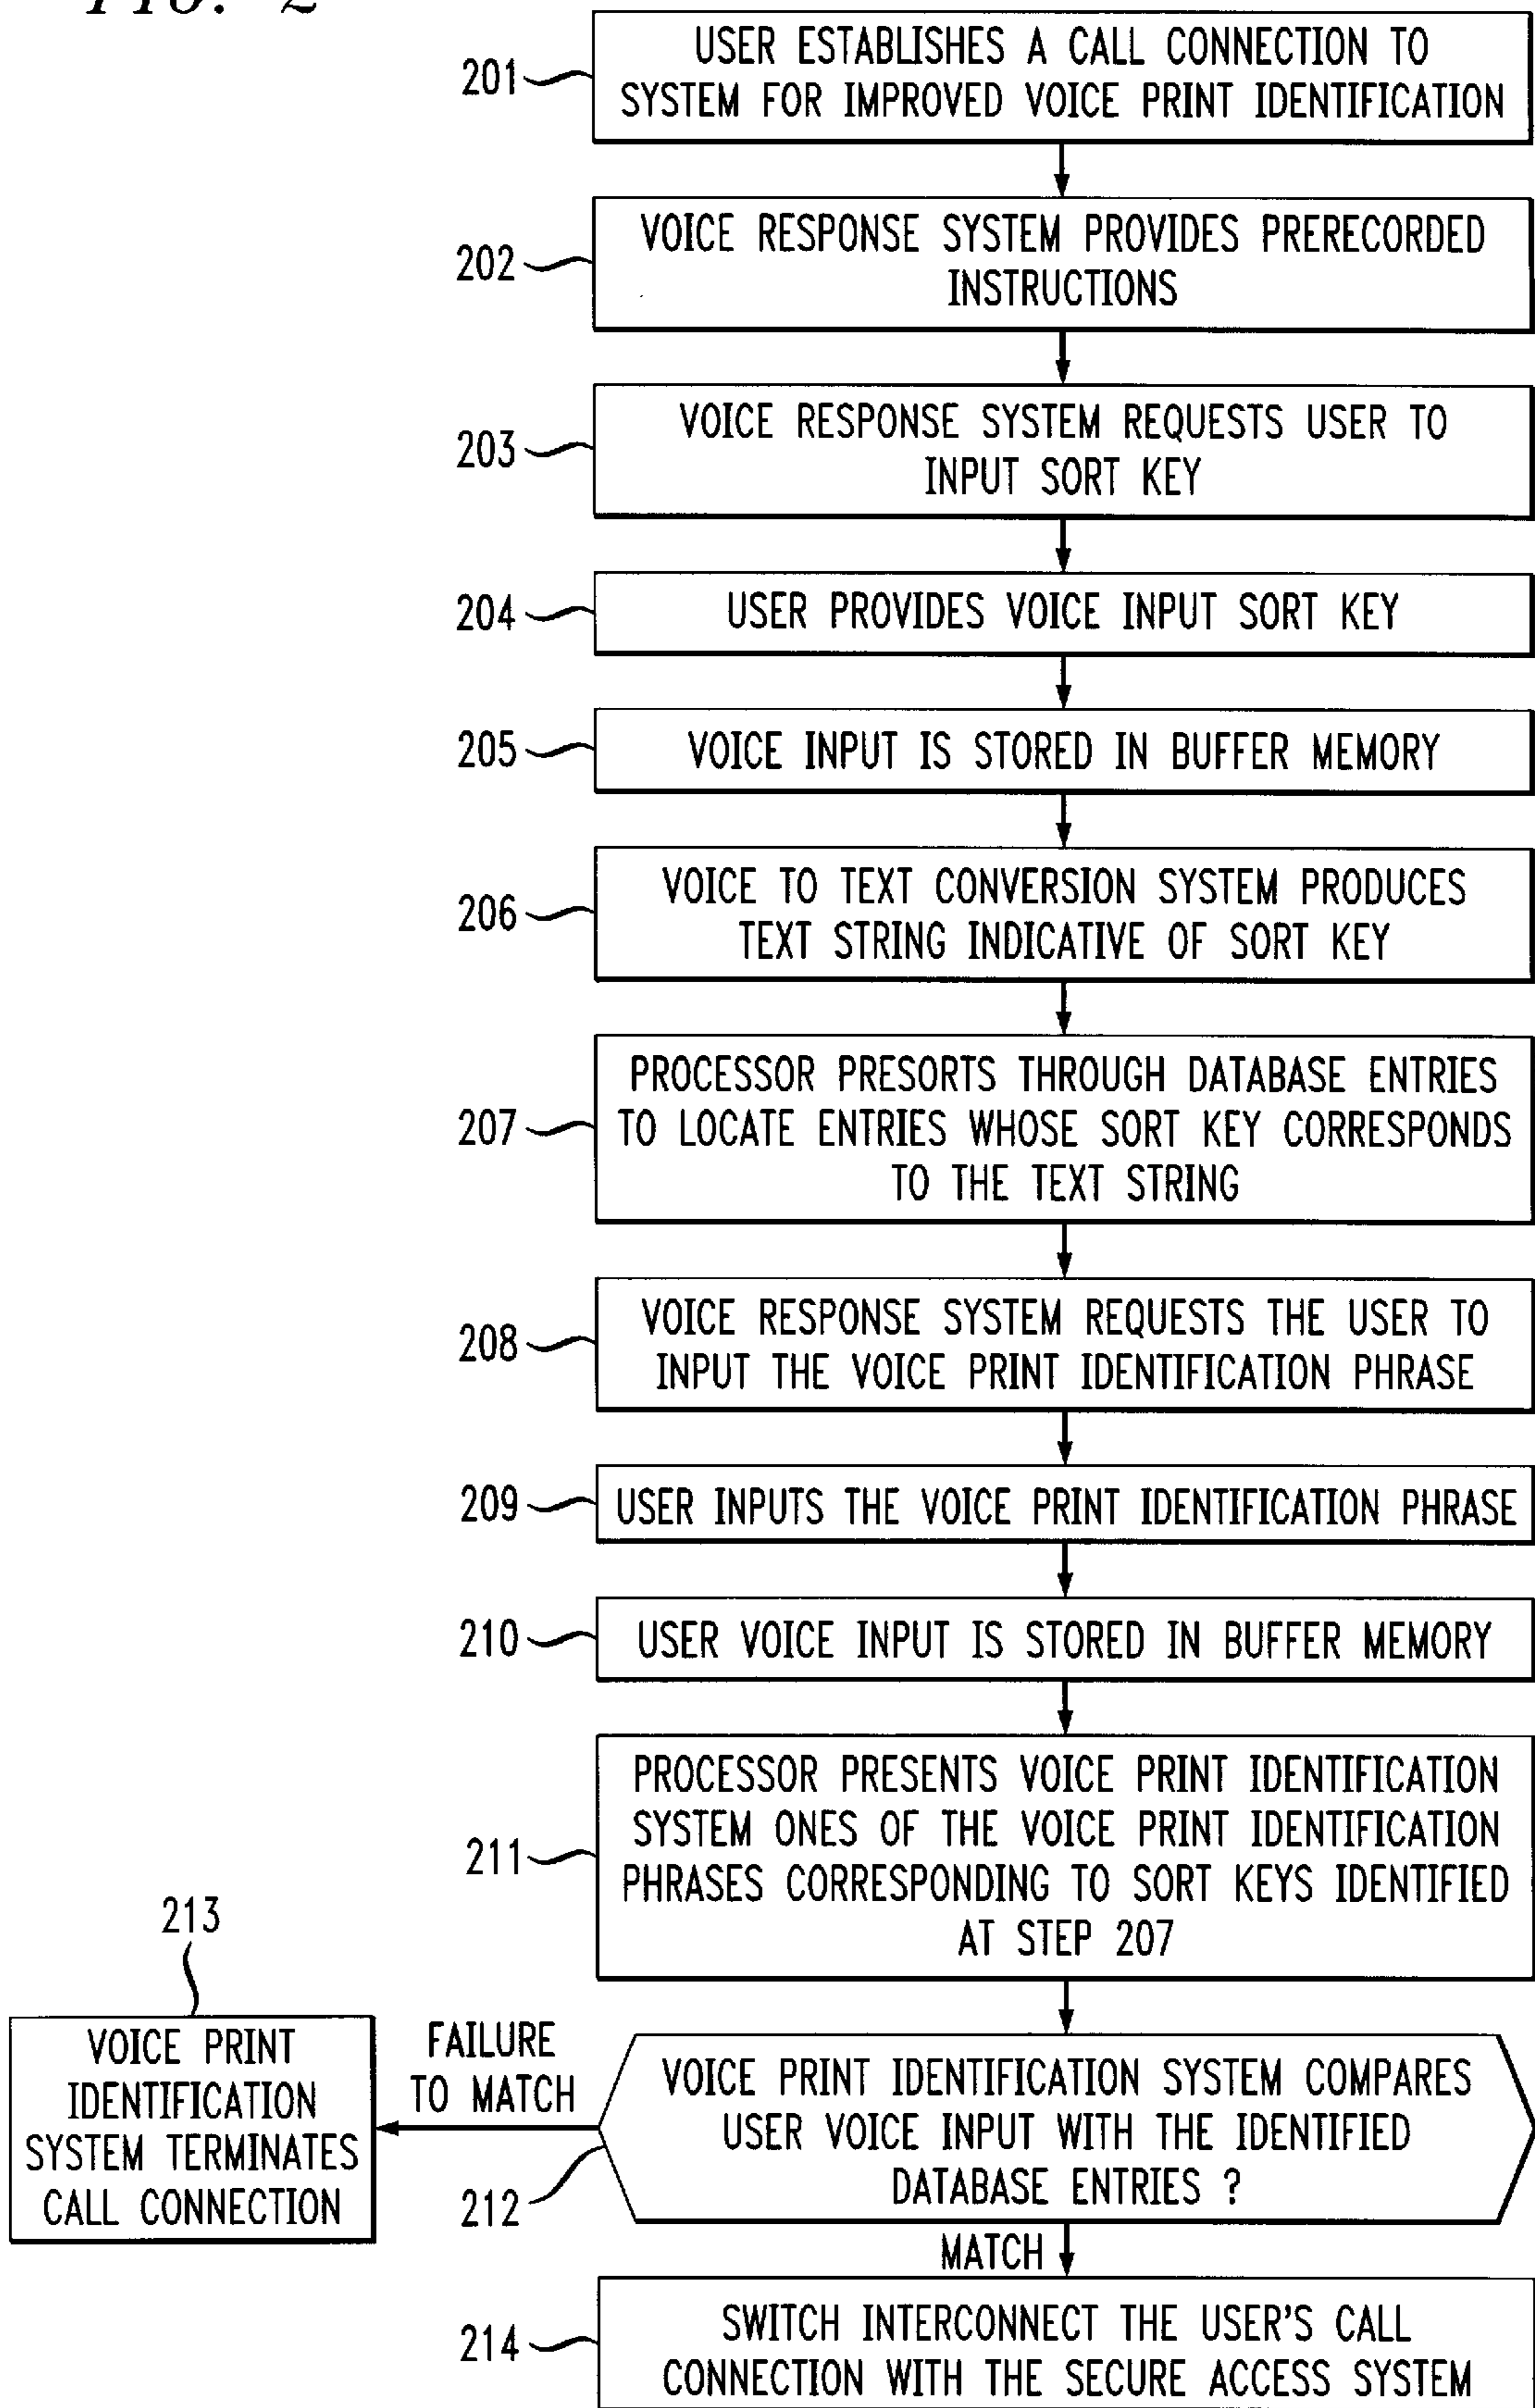 FIG. 2
201
USER ESTABLISHES A CALL CONNECTION TO
SYSTEM FOR IMPROVED VOICE PRINT IDENTIFICATION
202
VOICE RESPONSE SYSTEM PROVIDES PRERECORDED
INSTRUCTIONS
203
VOICE RESPONSE SYSTEM REQUESTS USER TO
INPUT SORT KEY
204
USER PROVIDES VOICE INPUT SORT KEY
205
VOICE INPUT IS STORED IN BUFFER MEMORY
206
VOICE TO TEXT CONVERSION SYSTEM PRODUCES
TEXT STRING INDICATIVE OF SORT KEY
207
PROCESSOR PRESORTS THROUGH DATABASE ENTRIES
TO LOCATE ENTRIES WHOSE SORT KEY CORRESPONDS
TO THE TEXT STRING
208
VOICE RESPONSE SYSTEM REQUESTS THE USER TO
INPUT THE VOICE PRINT IDENTIFICATION PHRASE
209
USER INPUTS THE VOICE PRINT IDENTIFICATION PHRASE
210
USER VOICE INPUT IS STORED IN BUFFER MEMORY
211
PROCESSOR PRESENTS VOICE PRINT IDENTIFICATION
SYSTEM ONES OF THE VOICE PRINT IDENTIFICATION
PHRASES CORRESPONDING TO SORT KEYS IDENTIFIED
AT STEP 207
212
VOICE PRINT IDENTIFICATION SYSTEM COMPARES
USER VOICE INPUT WITH THE IDENTIFIED
DATABASE ENTRIES ?
FAILURE
TO MATCH
213
VOICE PRINT
IDENTIFICATION
SYSTEM TERMINATES
CALL CONNECTION
MATCH
214
SWITCH INTERCONNECT THE USER'S CALL
CONNECTION WITH THE SECURE ACCESS SYSTEM